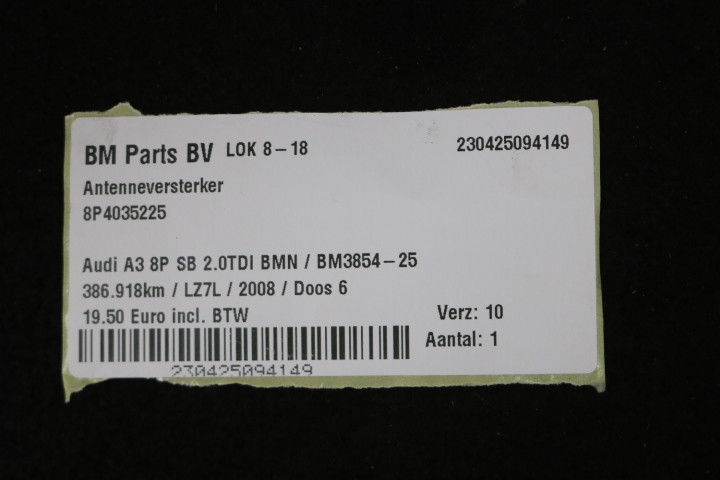 BM Parts BV LOK 8-18 230425094149
Antenneversterker
8P4035225
Audi A3 8P SB 2.0TDI BMN / BM3854-25
386.918km / LZ7L / 2008 / Doos 6
19.50 Euro incl. BTW Verz: 10
Aantal: 1
230425094149